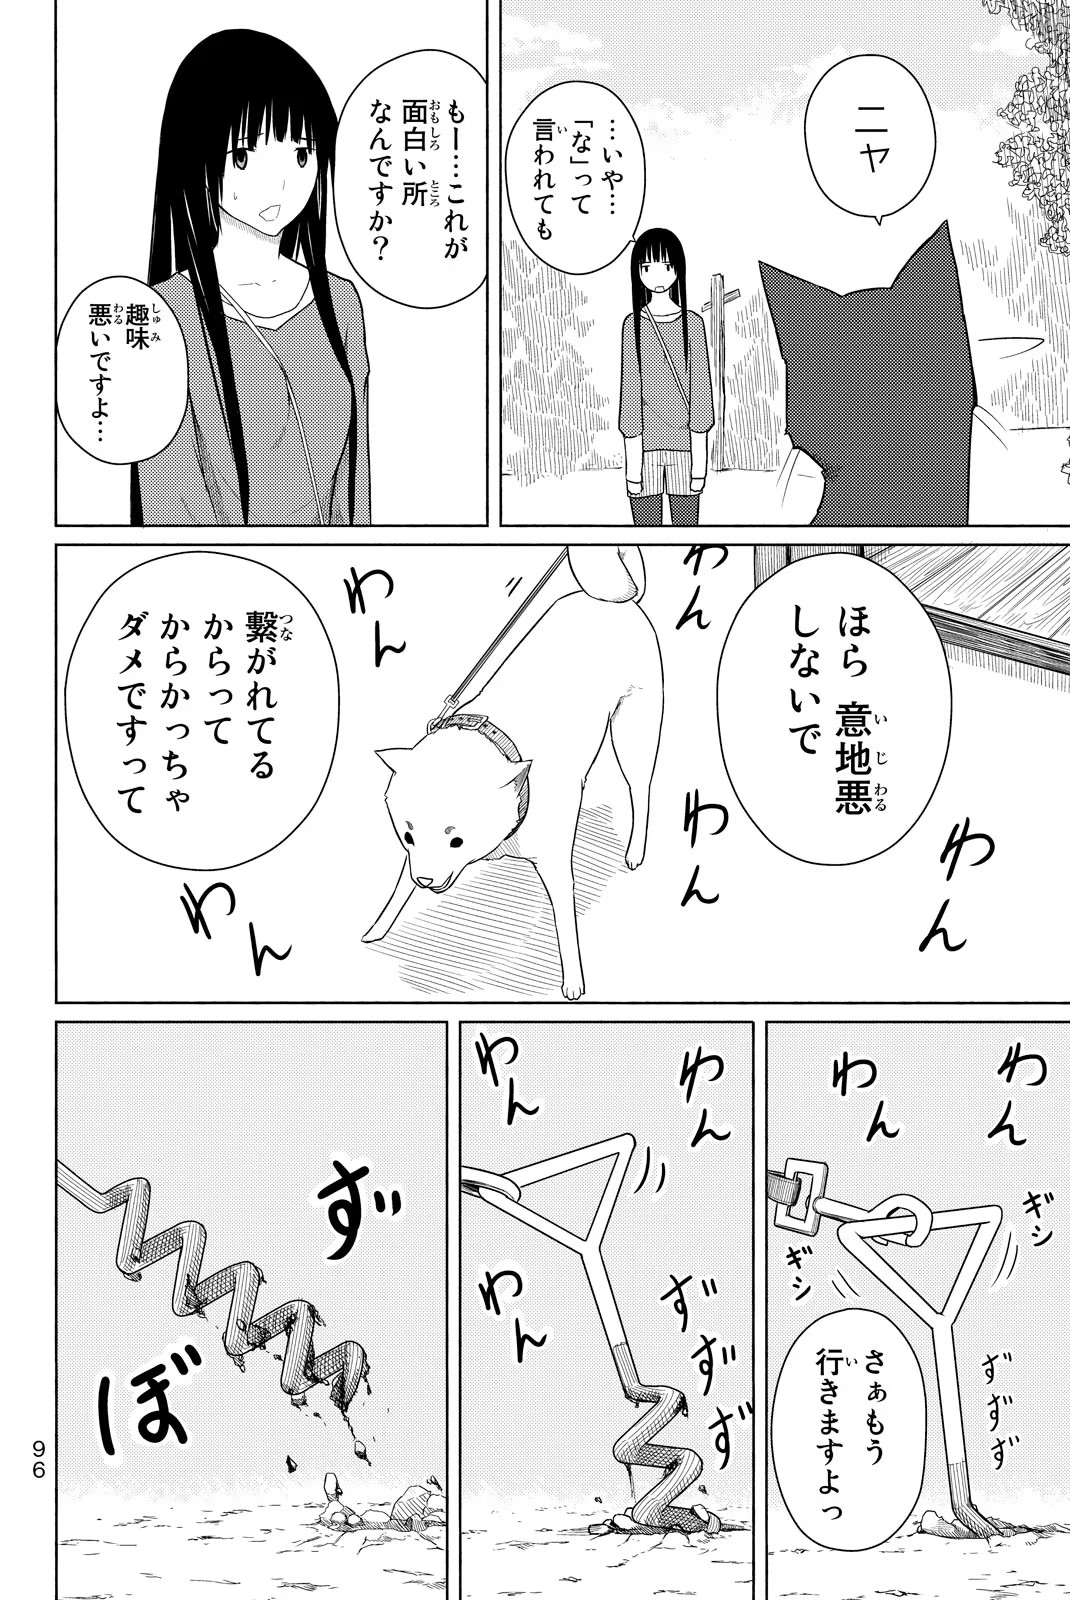 ニャ
…いや…
「な」って
言われても
もー…これが
面白い所
なんですか？
趣味
悪いですよ…
ほら 意地悪
しないで
わん
わん
わん
わん
わん
繋がれてる
からって
からかっちゃ
ダメですって
わん
わん
ギシ
ギシ
ずずず
さぁもう
行きますよっ
わん
わん
わん
ずずず
ず
ぼ
96